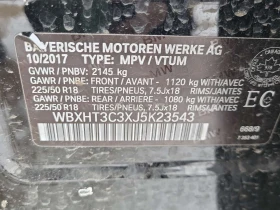 BAYERISCHE MOTOREN WERKE AG
10/2017 TYPE: MPV / VTUM
GVWR / PNBV: 2145 kg
GAWR / PNBE: FRONT / AVANT - 1120 kg WITH/AVEC
225/50 R18 TIRES/PNEUS, 7.5Jx18 RIMS/JANTES
GAWR / PNBE: REAR / ARRIERE - 1080 kg WITH/AVEC
225/50 R18 TIRES/PNEUS, 7.5Jx18 RIMS/JANTES
EC
WBXHT3C3XJ5K23543
668/9